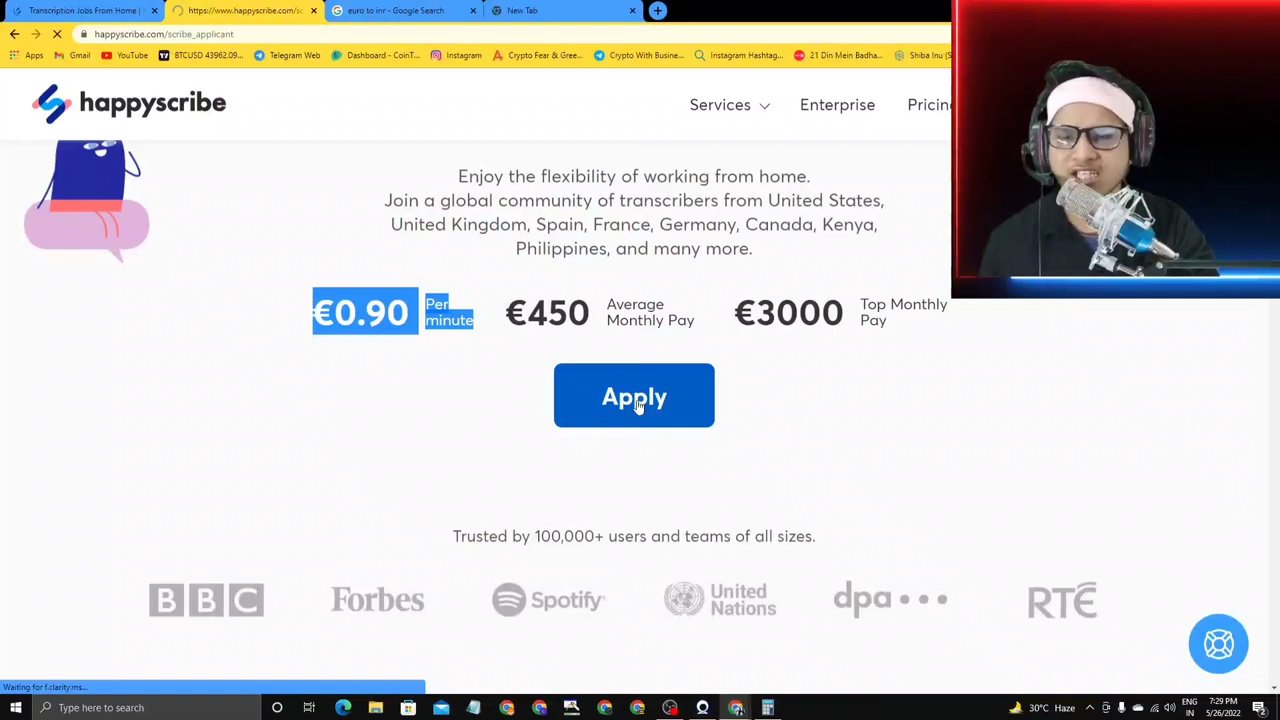 Transcription Jobs From Home |
https://www.happyscribe.com/sc
euro to inr - Google Search
New Tab
happyscribe.com/scribe_applicant
Apps
Gmail
YouTube
BTCUSD 43962.09...
Telegram Web
Dashboard - CoinT...
Instagram
Crypto Fear & Gree...
Crypto With Busine...
Instagram Hashtag...
21 Din Mein Badha...
Shiba Inu (S
happyscribe
Services
Enterprise
Pricing
Enjoy the flexibility of working from home.
Join a global community of transcribers from United States,
United Kingdom, Spain, France, Germany, Canada, Kenya,
Philippines, and many more.
€0.90 Per minute
€450 Average Monthly Pay
€3000 Top Monthly Pay
Apply
Trusted by 100,000+ users and teams of all sizes.
BBC
Forbes
Spotify
United Nations
dpa
RTÉ
Waiting for f.clarity.ms...
Type here to search
30°C Haze
ENG
IN
7:29 PM
5/26/2022
2